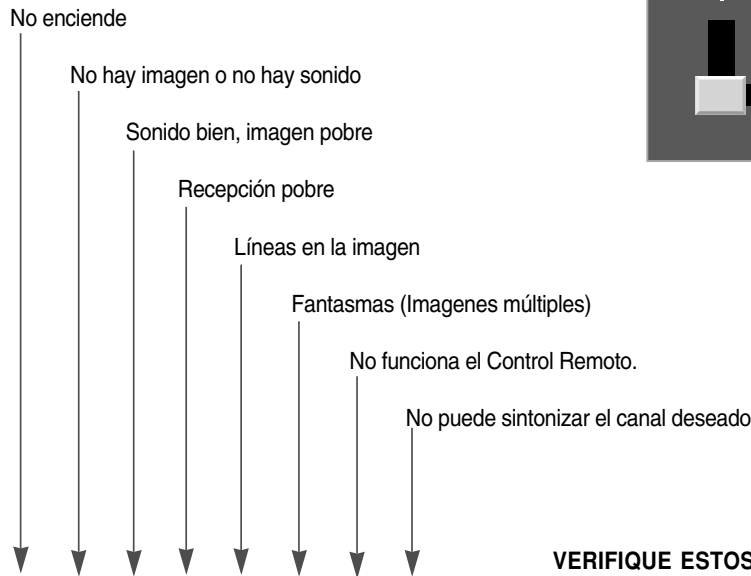 No enciende
No hay imagen o no hay sonido
Sonido bien, imagen pobre
Recepción pobre
Líneas en la imagen
Fantasmas (Imagenes múltiples)
No funciona el Control Remoto.
No puede sintonizar el canal deseado
VERIFIQUE ESTOS